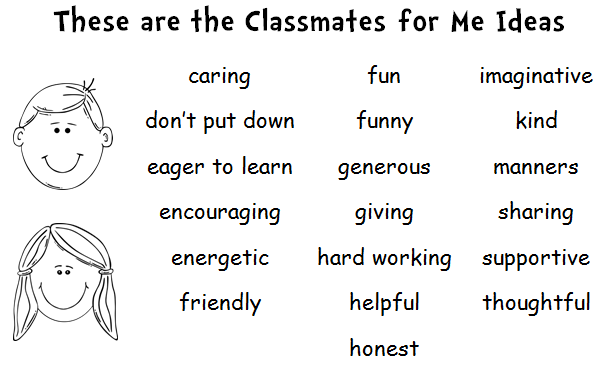 These are the Classmates for Me Ideas
caring fun imaginative
don't put down funny kind
eager to learn generous manners
encouraging giving sharing
energetic hard working supportive
friendly helpful thoughtful
honest